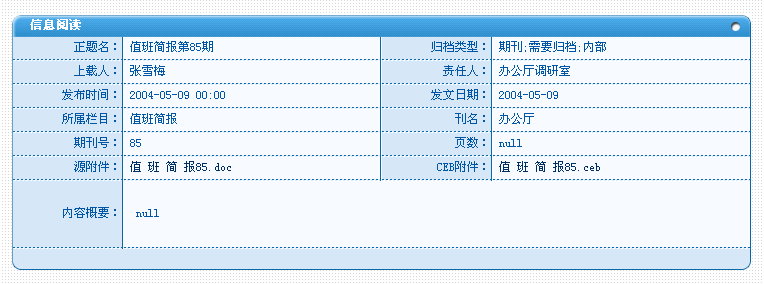 信息阅读
正题名： 值班简报第85期 归档类型： 期刊;需要归档;内部
上载人： 张雪梅 责任人： 办公厅调研室
发布时间： 2004-05-09 00:00 发文日期： 2004-05-09
所属栏目： 值班简报 刊名： 办公厅
期刊号： 85 页数： null
源附件： 值 班 简 报85.doc CEB附件： 值 班 简 报85.ceb
内容概要： null